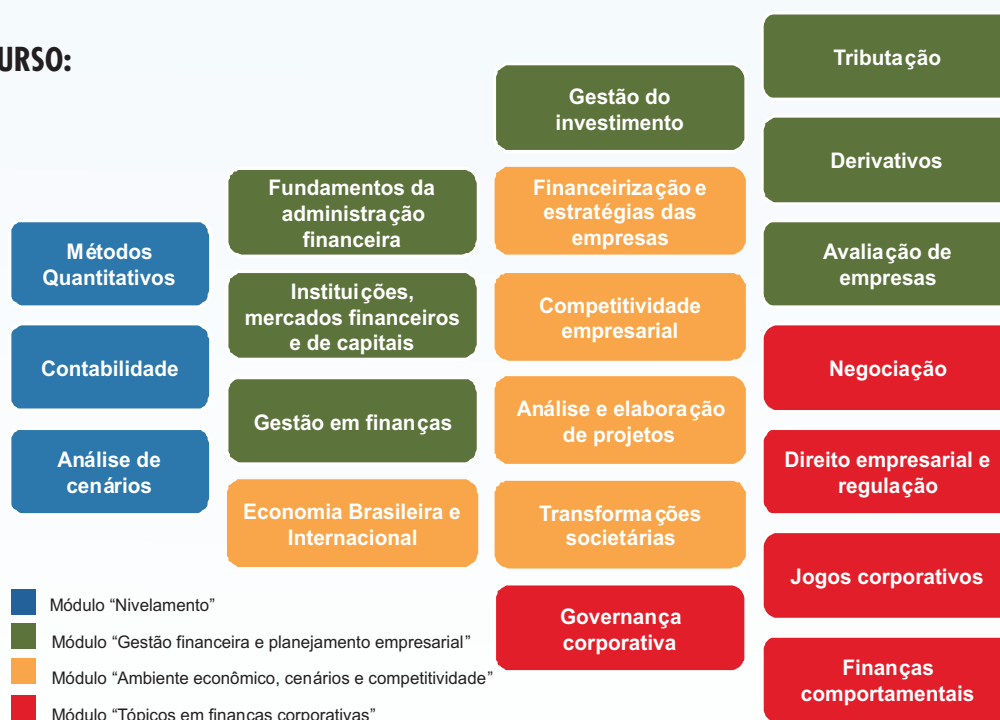 URSO:
Métodos
Quantitativos
Contabilidade
Análise de
cenários
Fundamentos da
administração
financeira
Instituições,
mercados financeiros
e de capitais
Gestão em finanças
Economia Brasileira e
Internacional
Gestão do
investimento
Financeirização e
estratégias das
empresas
Competitividade
empresarial
Análise e elaboração
de projetos
Transformações
societárias
Governança
corporativa
Tributação
Derivativos
Avaliação de
empresas
Negociação
Direito empresarial e
regulação
Jogos corporativos
Finanças
comportamentais
Módulo “Nivelamento”
Módulo “Gestão financeira e planejamento empresarial”
Módulo “Ambiente econômico, cenários e competitividade”
Módulo “Tópicos em finanças corporativas”